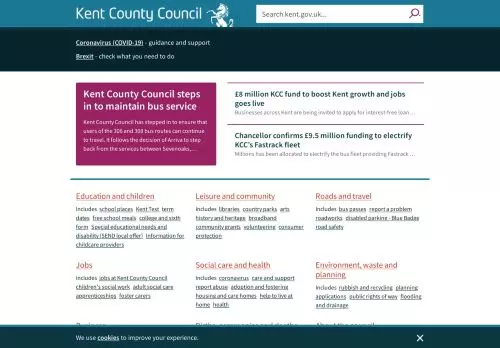 Kent County Council
Search kent.gov.uk...
Coronavirus (COVID-19) - guidance and support
Brexit - check what you need to do
Kent County Council steps
in to maintain bus service
Kent County Council has stepped in to ensure that
users of the 306 and 308 bus routes can continue
to travel. It follows the decision of Arriva to step
back from the services between Sevenoaks,...
£8 million KCC fund to boost Kent growth and jobs
goes live
Businesses across Kent are being invited to apply for interest-free loan...
Chancellor confirms £9.5 million funding to electrify
KCC's Fastrack fleet
Millions has been allocated to electrify the bus fleet providing Fastrack ...
Education and children
Includes school places Kent Test term
dates free school meals college and sixth
form Special educational needs and
disability (SEND local offer) Information for
childcare providers
Leisure and community
Includes libraries country parks arts
history and heritage broadband
community grants volunteering consumer
protection
Roads and travel
Includes bus passes report a problem
roadworks disabled parking - Blue Badge
road safety
Jobs
Includes jobs at Kent County Council
children's social work adult social care
apprenticeships foster carers
Social care and health
Includes coronavirus care and support
report abuse adoption and fostering
housing and care homes help to live at
home health
Environment, waste and
planning
Includes rubbish and recycling planning
applications public rights of way flooding
and drainage
We use cookies to improve your experience.